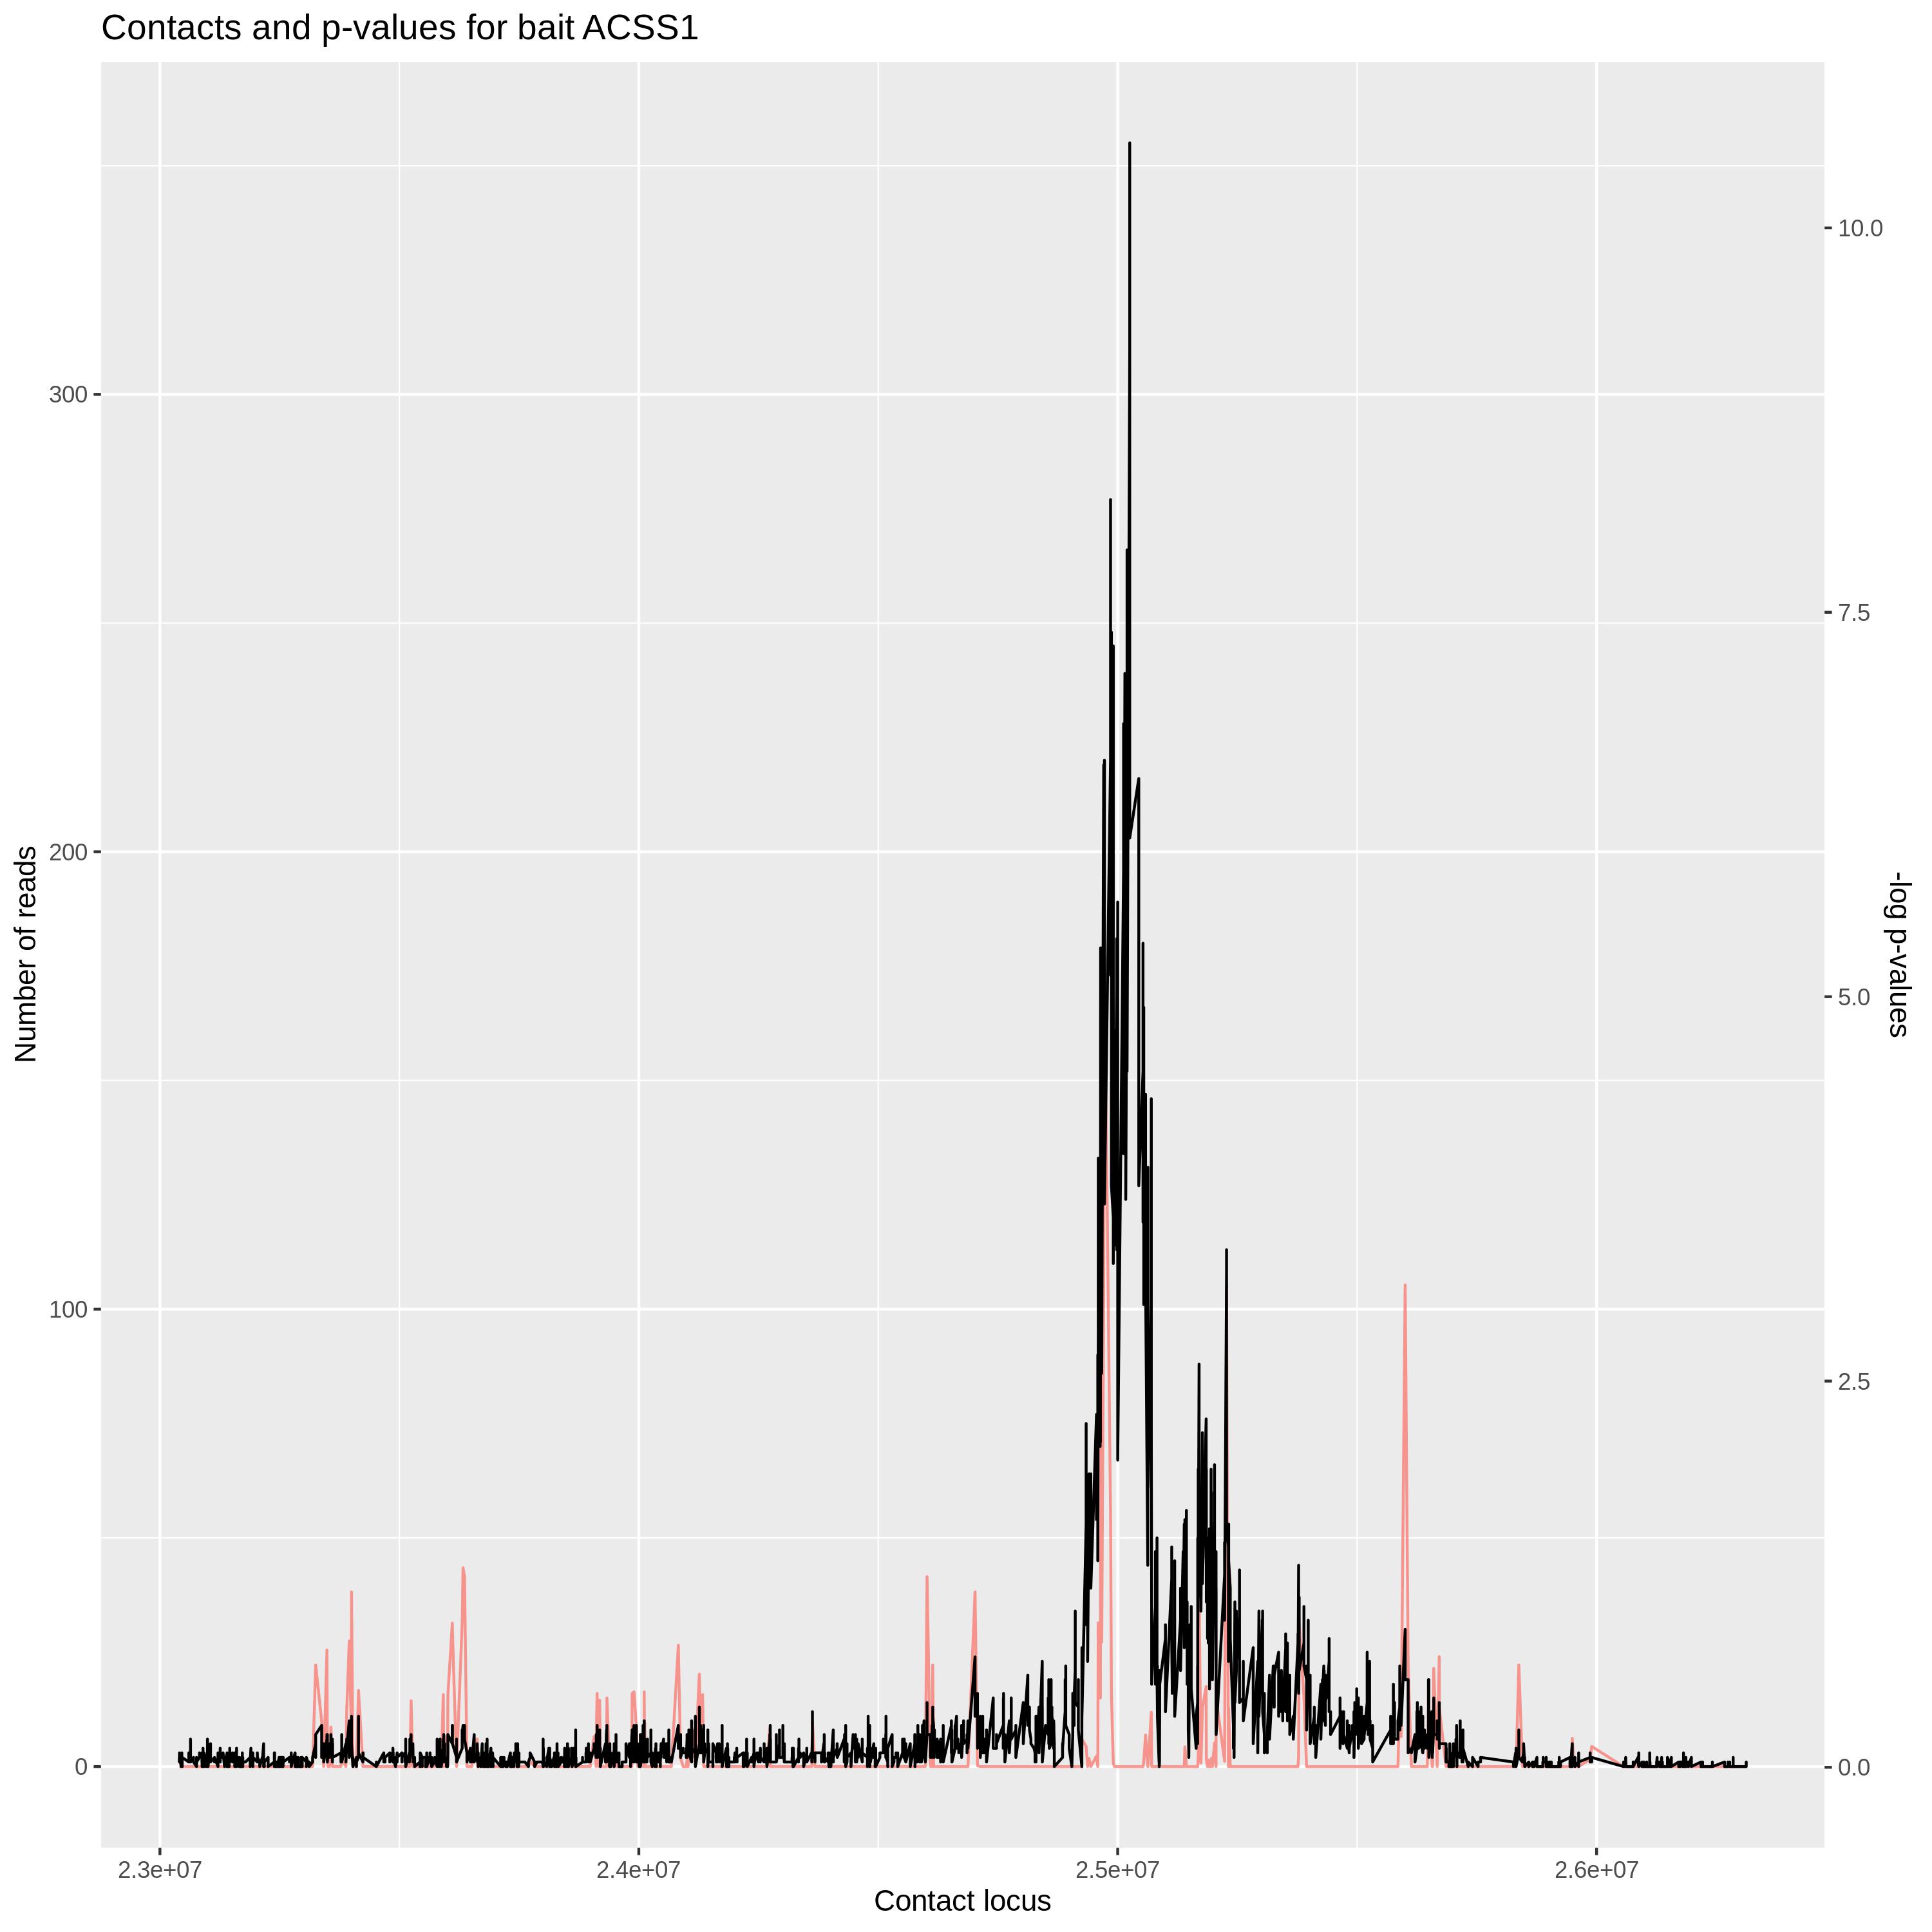 Contacts and p-values for bait ACSS1
Number of reads
300
200
100
0
10.0
7.5
5.0
2.5
0.0
-log p-values
2.3e+07
2.4e+07
2.5e+07
2.6e+07
Contact locus